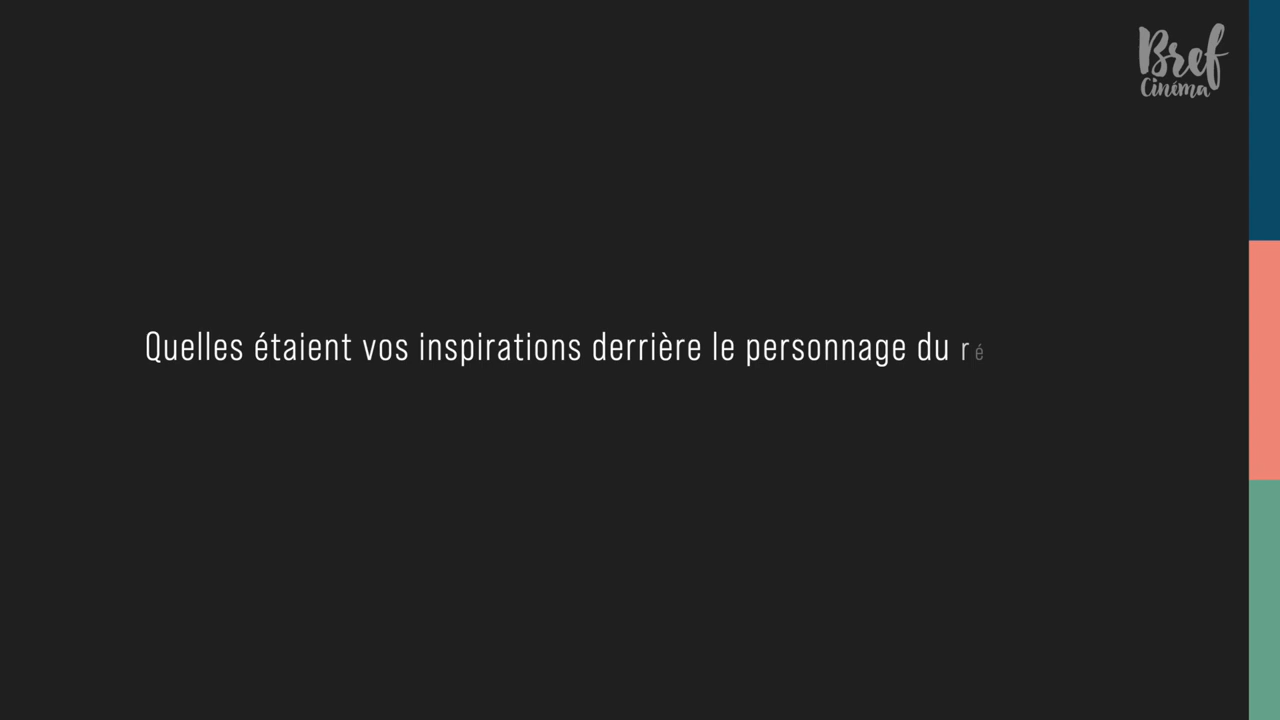 Bref
Cinéma
Quelles étaient vos inspirations derrière le personnage du ré